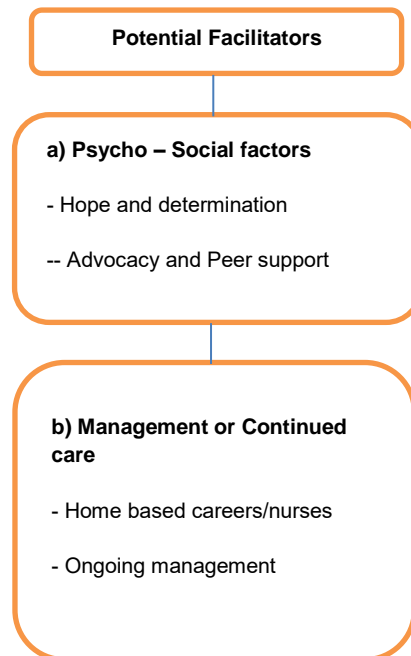 Potential Facilitators
a) Psycho – Social factors
- Hope and determination
-- Advocacy and Peer support
b) Management or Continued
care
- Home based careers/nurses
- Ongoing management